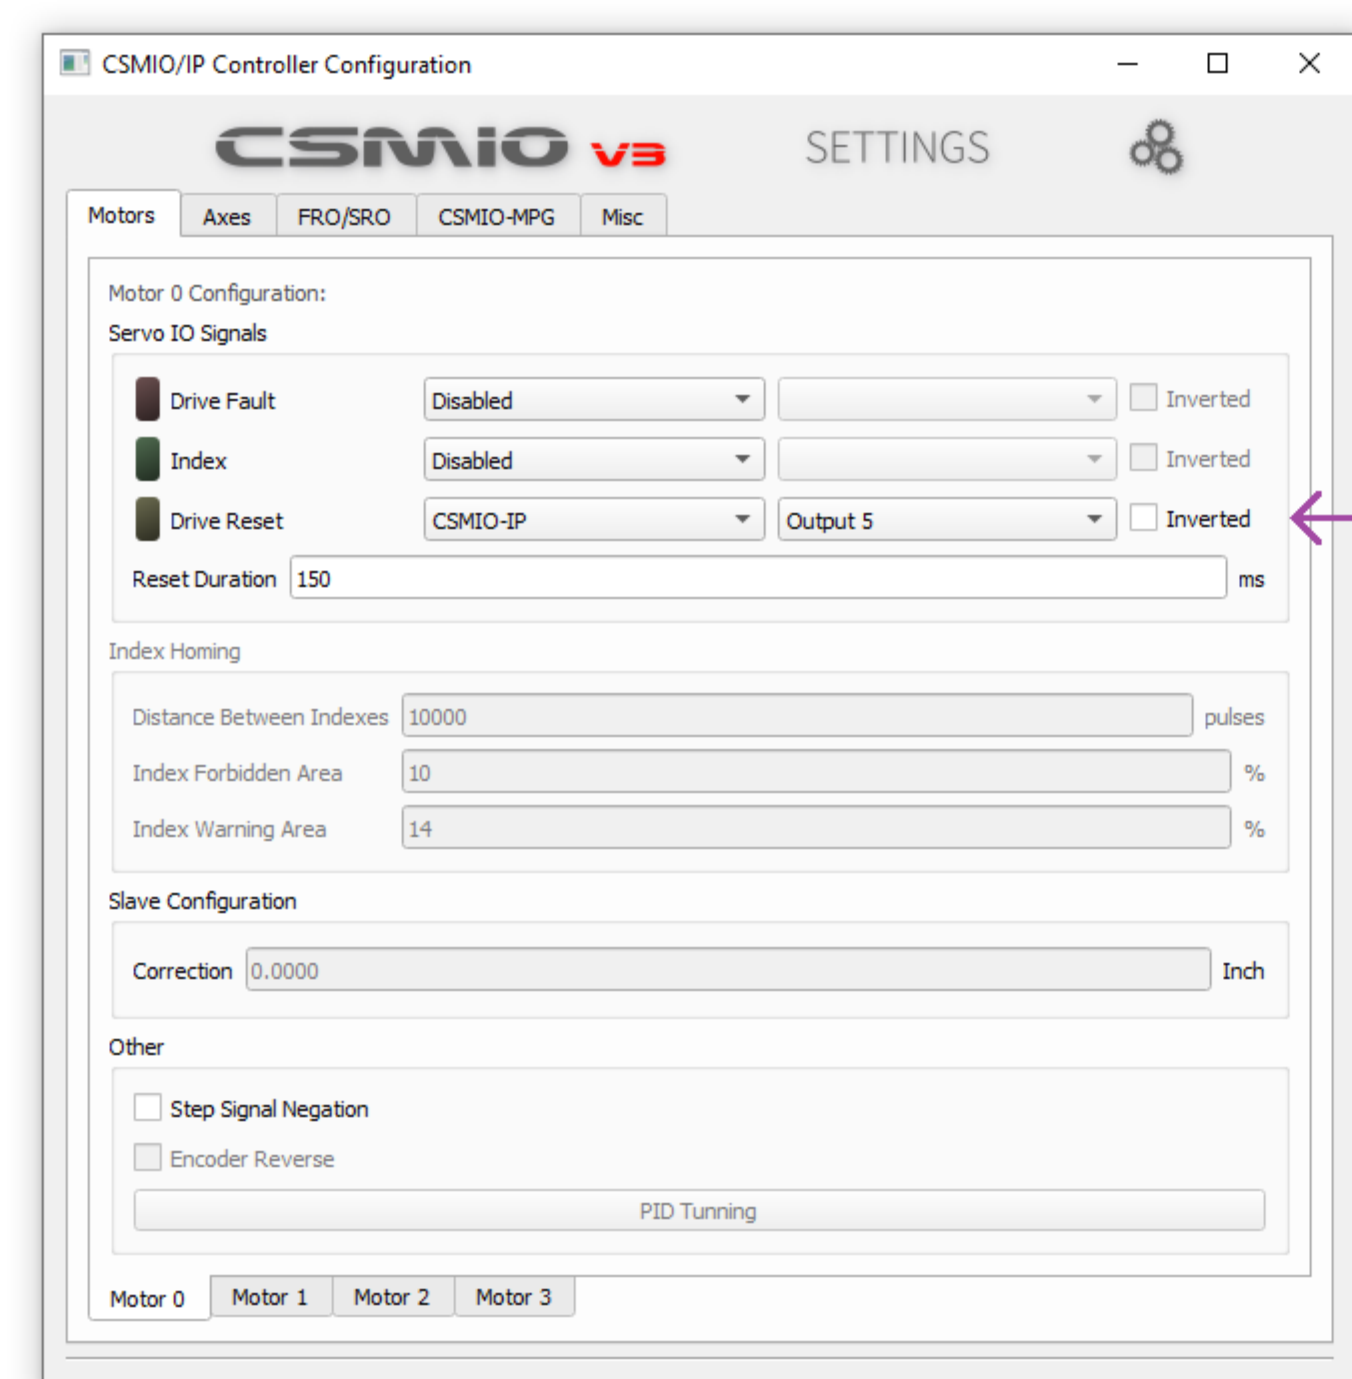 CSMIO/IP Controller Configuration
CSMIO V3 SETTINGS
Motors Axes FRO/SRO CSMIO-MPG Misc
Motor 0 Configuration:
Servo IO Signals
Drive Fault Disabled Inverted
Index Disabled Inverted
Drive Reset CSMIO-IP Output 5 Inverted
Reset Duration 150 ms
Index Homing
Distance Between Indexes 10000 pulses
Index Forbidden Area 10 %
Index Warning Area 14 %
Slave Configuration
Correction 0.0000 Inch
Other
Step Signal Negation
Encoder Reverse
PID Tunning
Motor 0 Motor 1 Motor 2 Motor 3